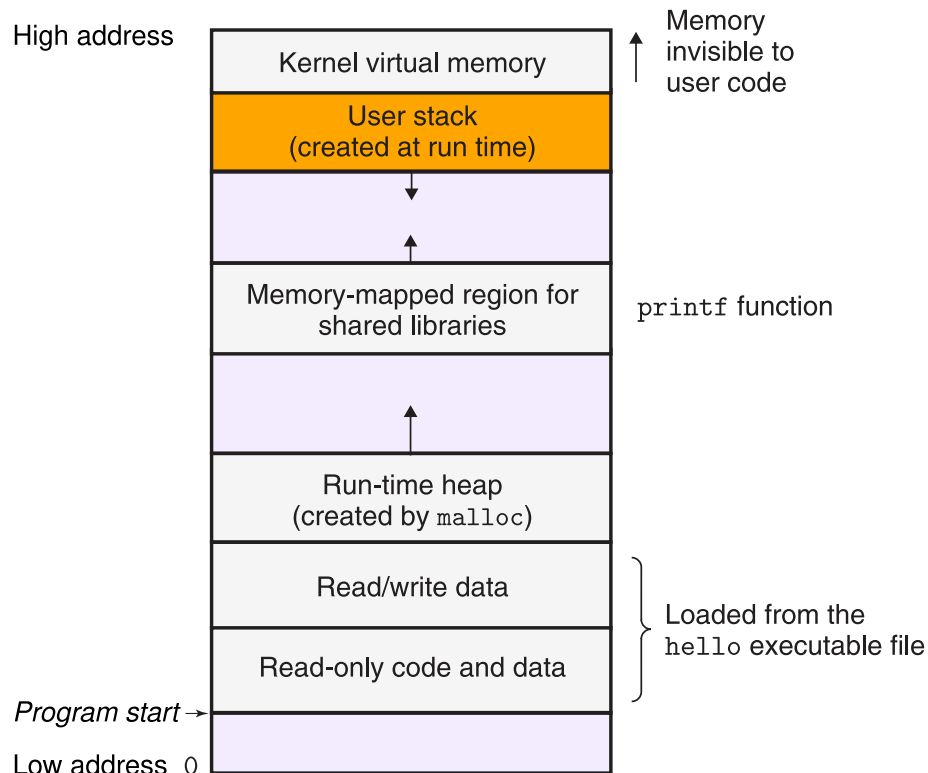 High address
Kernel virtual memory
Memory
invisible to
user code
User stack
(created at run time)
Memory-mapped region for
shared libraries
printf function
Run-time heap
(created by malloc)
Read/write data
Loaded from the
hello executable file
Read-only code and data
Program start
Low address 0